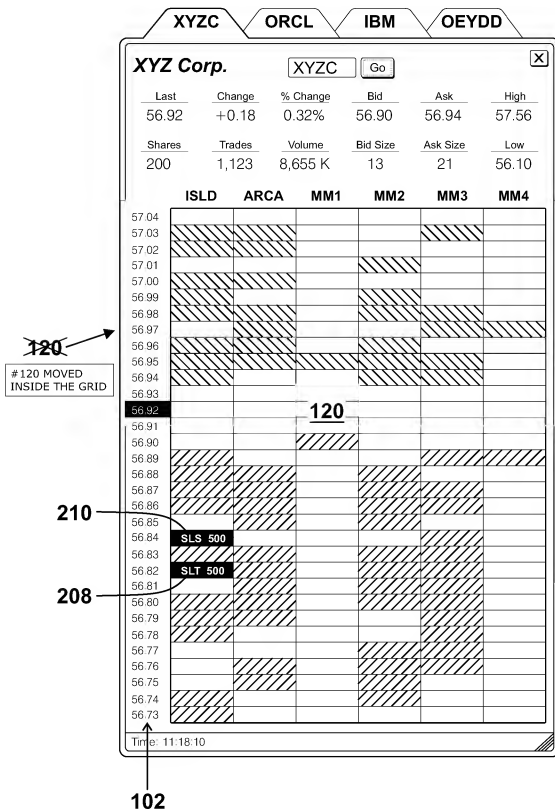 XYZC ORCL IBM OEYDD
X
XYZ Corp. XYZC Go
Last Change % Change Bid Ask High
56.92 +0.18 0.32% 56.90 56.94 57.56
Shares Trades Volume Bid Size Ask Size Low
200 1,123 8,655 K 13 21 56.10
ISLD ARCA MM1 MM2 MM3 MM4
57.04
57.03
57.02
57.01
57.00
56.99
56.98
56.97
120
56.96
#120 MOVED
INSIDE THE GRID
56.95
56.94
56.93
56.92 120
56.91
56.90
56.89
56.88
56.87
56.86
210
56.85
56.84 SLS 500
56.83
56.82 SLT 500
208
56.81
56.80
56.79
56.78
56.77
56.76
56.75
56.74
56.73
Time: 11:18:10
102